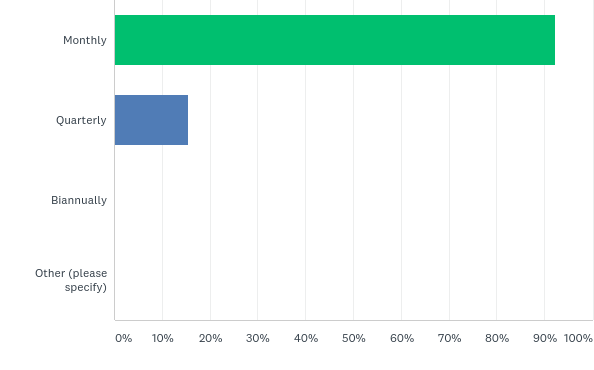 Monthly
Quarterly
Biannually
Other (please
specify)
0% 10% 20% 30% 40% 50% 60% 70% 80% 90% 100%